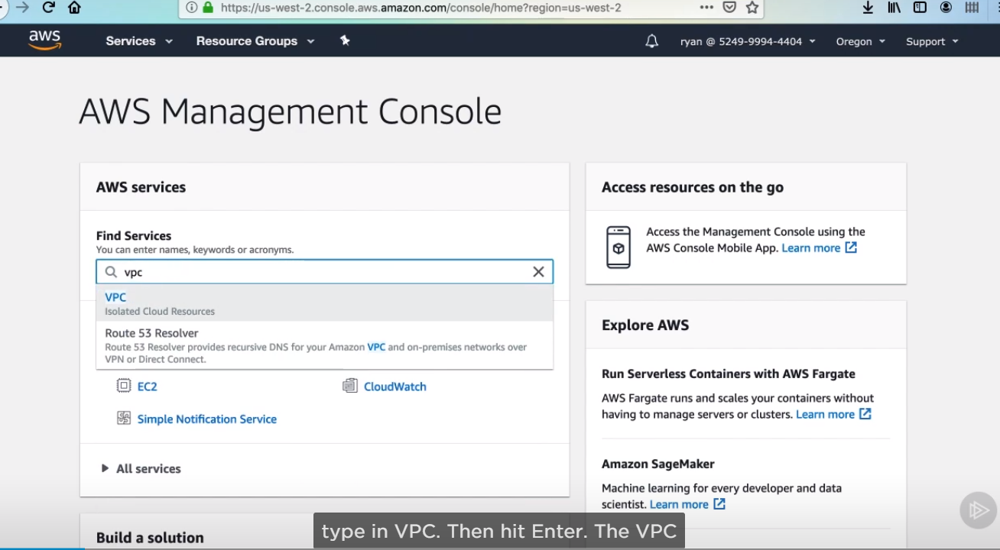 https://us-west-2.console.aws.amazon.com/console/home?region=us-west-2
aws
Services
Resource Groups
ryan @ 5249-9994-4404
Oregon
Support
AWS Management Console
AWS services
Find Services
You can enter names, keywords or acronyms.
vpc
VPC
Isolated Cloud Resources
Route 53 Resolver
Route 53 Resolver provides recursive DNS for your Amazon VPC and on-premises networks over
VPN or Direct Connect.
EC2
CloudWatch
Simple Notification Service
All services
Build a solution
Access resources on the go
Access the Management Console using the
AWS Console Mobile App. Learn more
Explore AWS
Run Serverless Containers with AWS Fargate
AWS Fargate runs and scales your containers without
having to manage servers or clusters. Learn more
Amazon SageMaker
Machine learning for every developer and data
scientist. Learn more
type in VPC. Then hit Enter. The VPC